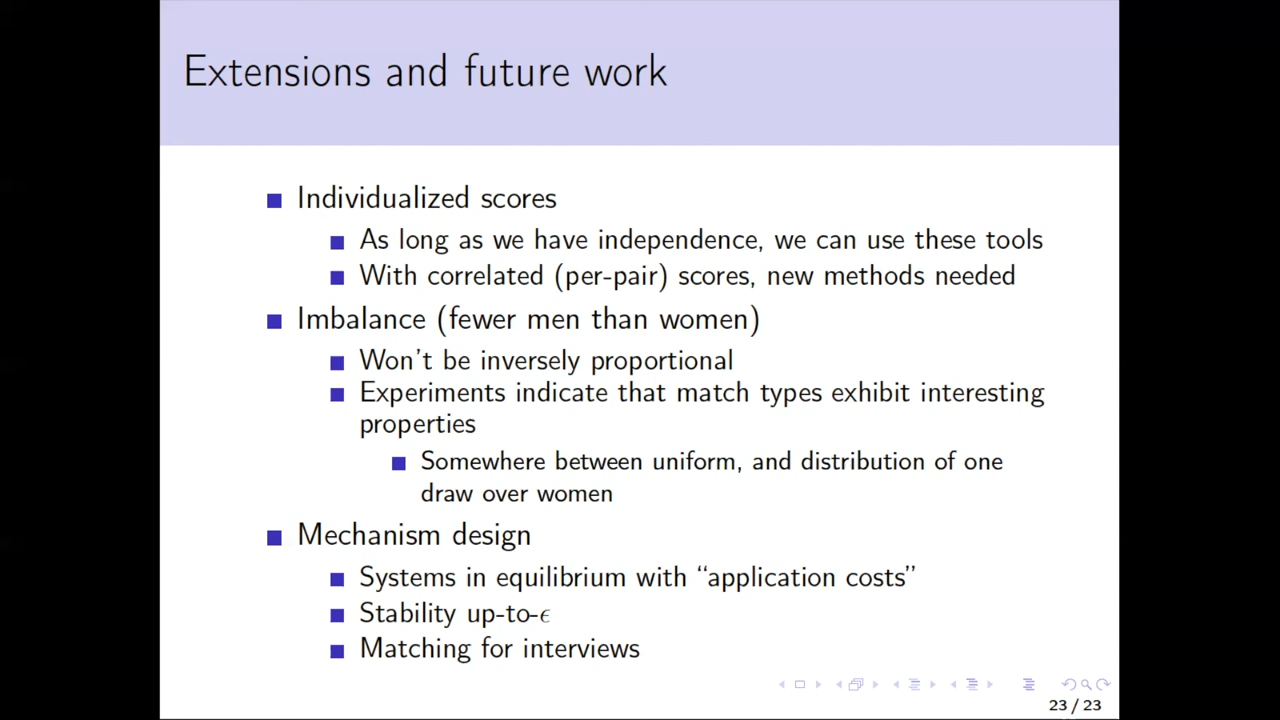 Extensions and future work
Individualized scores
As long as we have independence, we can use these tools
With correlated (per-pair) scores, new methods needed
Imbalance (fewer men than women)
Won't be inversely proportional
Experiments indicate that match types exhibit interesting
properties
Somewhere between uniform, and distribution of one
draw over women
Mechanism design
Systems in equilibrium with “application costs”
Stability up-to-ϵ
Matching for interviews
23 / 23